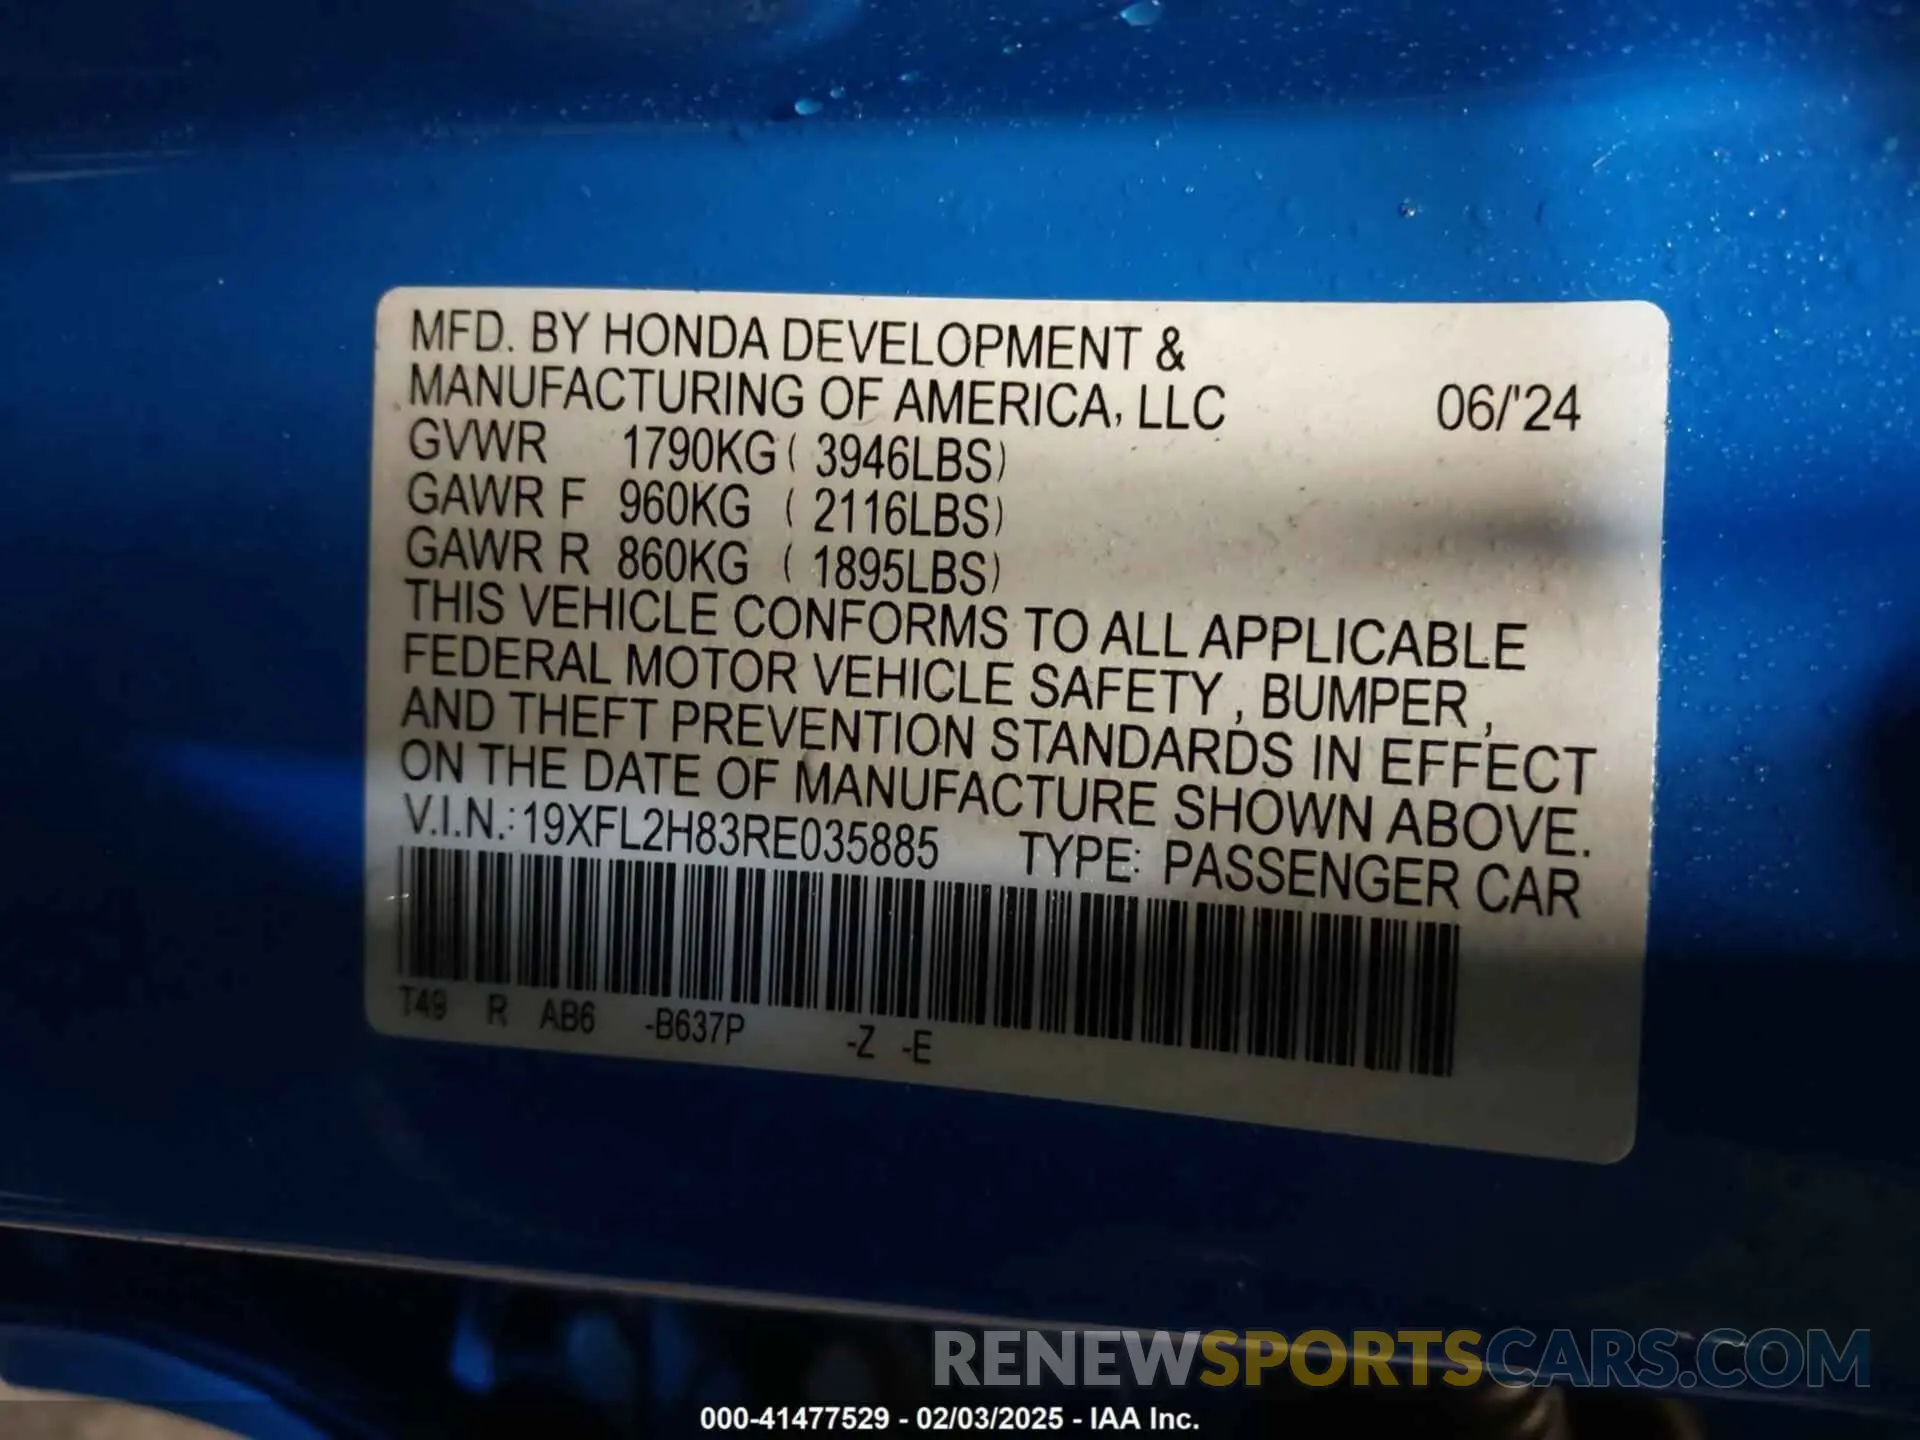 MFD. BY HONDA DEVELOPMENT &
MANUFACTURING OF AMERICA, LLC 06/'24
GVWR 1790KG ( 3946LBS)
GAWR F 960KG ( 2116LBS)
GAWR R 860KG ( 1895LBS)
THIS VEHICLE CONFORMS TO ALL APPLICABLE
FEDERAL MOTOR VEHICLE SAFETY , BUMPER ,
AND THEFT PREVENTION STANDARDS IN EFFECT
ON THE DATE OF MANUFACTURE SHOWN ABOVE.
V.I.N.: 19XFL2H83RE035885 TYPE: PASSENGER CAR
T49 R AB6 -B637P -Z -E
RENEWSPORTSCARS.COM
000-41477529 - 02/03/2025 - IAA Inc.